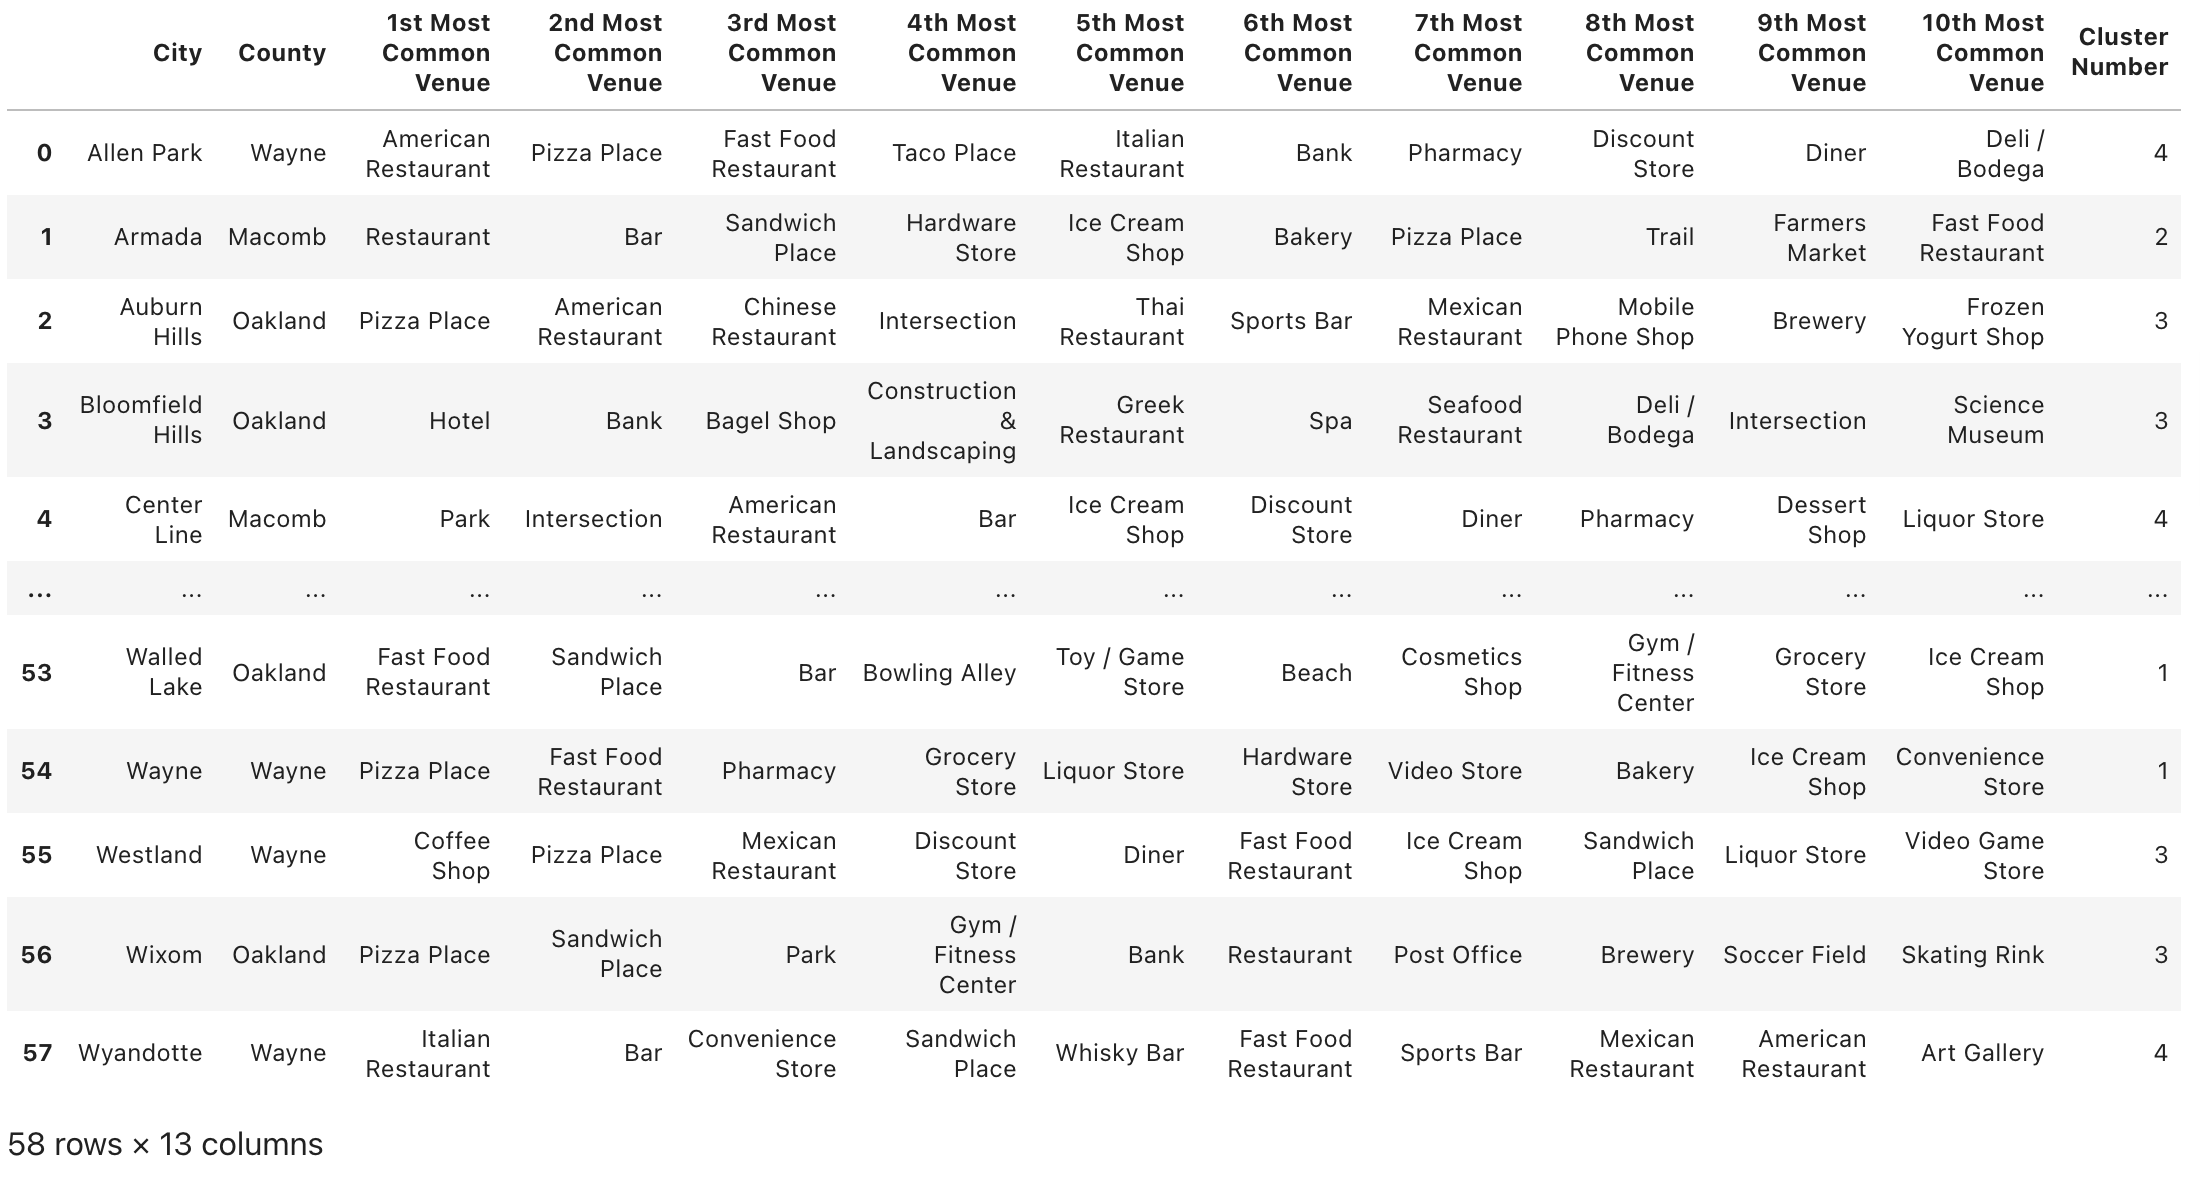 City County 1st Most Common Venue 2nd Most Common Venue 3rd Most Common Venue 4th Most Common Venue 5th Most Common Venue 6th Most Common Venue 7th Most Common Venue 8th Most Common Venue 9th Most Common Venue 10th Most Common Venue Cluster Number
0 Allen Park Wayne American Restaurant Pizza Place Fast Food Restaurant Taco Place Italian Restaurant Bank Pharmacy Discount Store Diner Deli / Bodega 4
1 Armada Macomb Restaurant Bar Sandwich Place Hardware Store Ice Cream Shop Bakery Pizza Place Trail Farmers Market Fast Food Restaurant 2
2 Auburn Hills Oakland Pizza Place American Restaurant Chinese Restaurant Intersection Thai Restaurant Sports Bar Mexican Restaurant Mobile Phone Shop Brewery Frozen Yogurt Shop 3
3 Bloomfield Hills Oakland Hotel Bank Bagel Shop Construction & Landscaping Greek Restaurant Spa Seafood Restaurant Deli / Bodega Intersection Science Museum 3
4 Center Line Macomb Park Intersection American Restaurant Bar Ice Cream Shop Discount Store Diner Pharmacy Dessert Shop Liquor Store 4
... ... ... ... ... ... ... ... ... ... ... ... ... ...
53 Walled Lake Oakland Fast Food Restaurant Sandwich Place Bar Bowling Alley Toy / Game Store Beach Cosmetics Shop Gym / Fitness Center Grocery Store Ice Cream Shop 1
54 Wayne Wayne Pizza Place Fast Food Restaurant Pharmacy Grocery Store Liquor Store Hardware Store Video Store Bakery Ice Cream Shop Convenience Store 1
55 Westland Wayne Coffee Shop Pizza Place Mexican Restaurant Discount Store Diner Fast Food Restaurant Ice Cream Shop Sandwich Place Liquor Store Video Game Store 3
56 Wixom Oakland Pizza Place Sandwich Place Park Gym / Fitness Center Bank Restaurant Post Office Brewery Soccer Field Skating Rink 3
57 Wyandotte Wayne Italian Restaurant Bar Convenience Store Sandwich Place Whisky Bar Fast Food Restaurant Sports Bar Mexican Restaurant American Restaurant Art Gallery 4
58 rows × 13 columns